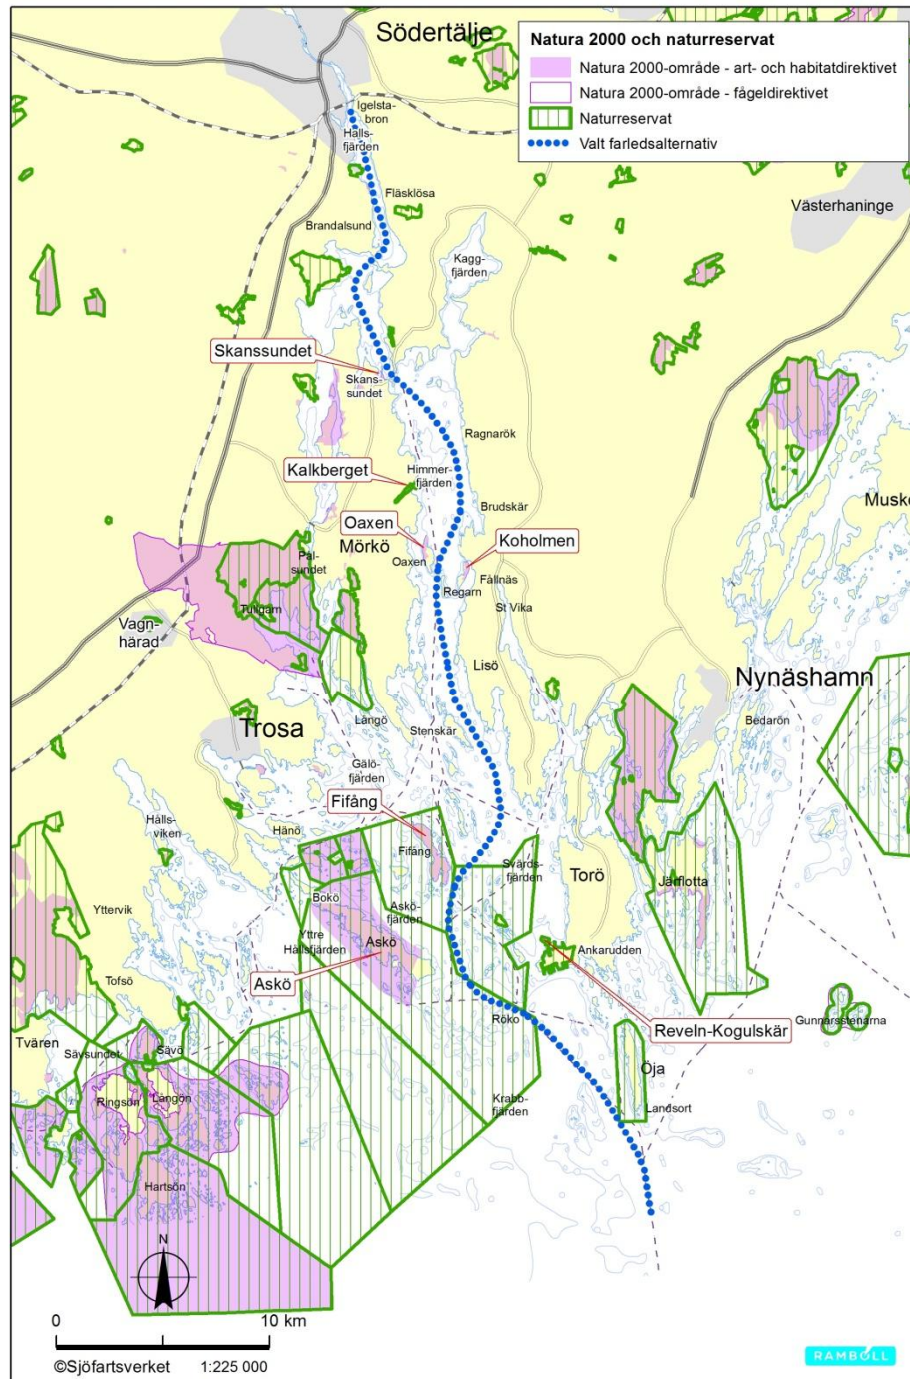 Södertälje
Natura 2000 och naturreservat
Natura 2000-område - art- och habitatdirektivet
Natura 2000-område - fågeldirektivet
Naturreservat
Valt farledsalternativ
Igelsta-
bron
Halls-
fjärden
Fläsklösa
Västerhaninge
Brandalsund
Kagg-
fjärden
Skanssundet
Skans-
sundet
Ragnarök
Kalkberget
Himmer-
fjärden
Musk
Brudskär
Oaxen
Mörkö
Koholmen
Oaxen
Pål-
sundet
Fållnäs
Regarn
St Vika
Tullgarn
Vagn-
härad
Lisö
Nynäshamn
Trosa
Långö
Stenskär
Bedarön
Gälö-
fjärden
Fifång
Hålls-
viken
Hånö
Fifång
Svärds-
fjärden
Torö
Järflotta
Bokö
Askö-
fjärden
Yttervik
Yttre
Hållsfjärden
Askö
Ankarudden
Askö
Tofsö
Reveln-Kogulskär
Gunnarsstenarna
Röko
Tvären
Sävsundet
Sävö
Öja
Ringsön
Långön
Krabb-
fjärden
Landsort
Hartsön
N
0 10 km
©Sjöfartsverket 1:225 000
RAMBOLL